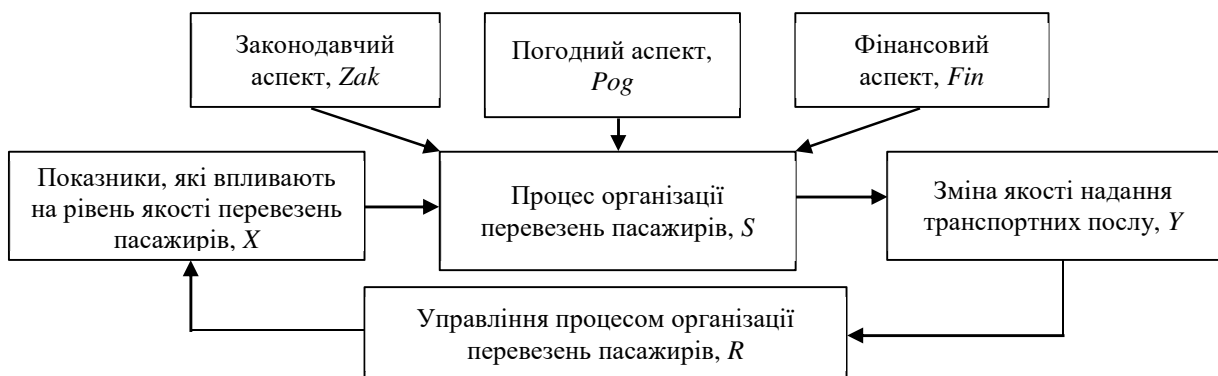 Законодавчий
аспект, Zak
Погодний аспект,
Pog
Фінансовий
аспект, Fin
Показники, які впливають
на рівень якості перевезень
пасажирів, X
Процес організації
перевезень пасажирів, S
Зміна якості надання
транспортних послу, Y
Управління процесом організації
перевезень пасажирів, R